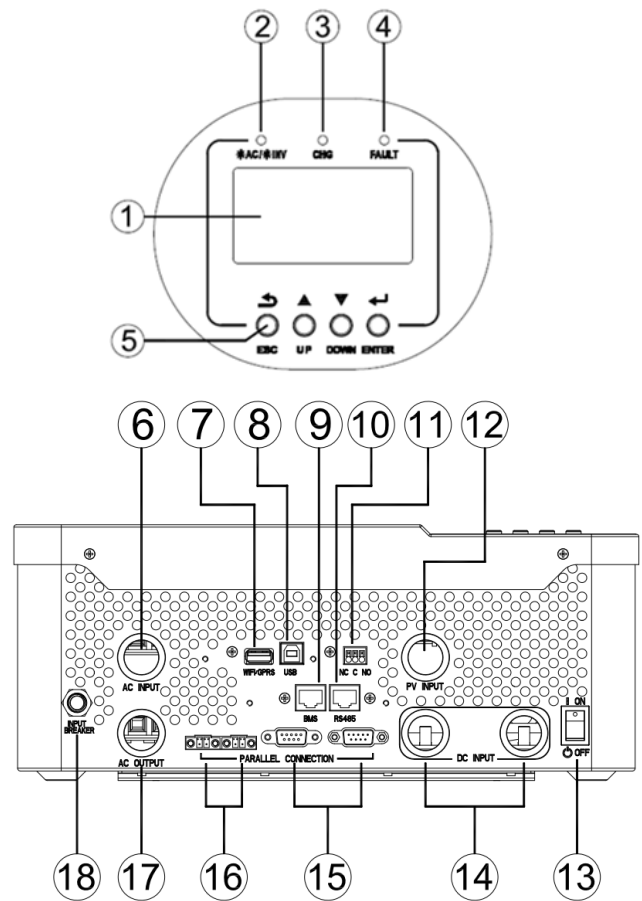 2 3 4
✳AC/✳INV CHG FAULT
1
5
ESC UP DOWN ENTER
6 7 8 9 10 11 12
WIFI/GPRS USB NC C NO
AC INPUT PV INPUT
BMS RS485
I ON
INPUT
BREAKER
AC OUTPUT PARALLEL CONNECTION DC INPUT OFF
18 17 16 15 14 13